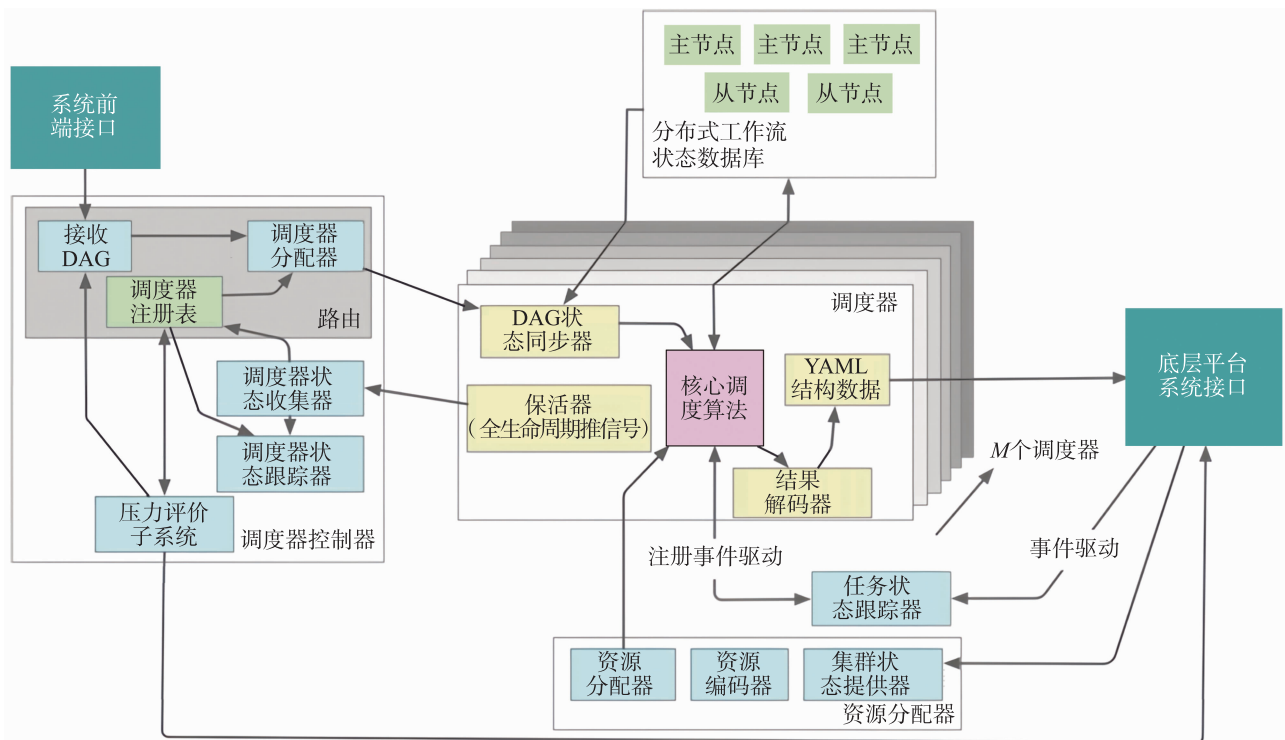 主节点
主节点
主节点
从节点
从节点
分布式工作流
状态数据库
系统前
端接口
接收
DAG
调度器
分配器
调度器
注册表
路由
调度器状
态收集器
调度器状
态跟踪器
压力评价
子系统
调度器控制器
调度器
DAG状
态同步器
保活器
(全生命周期推信号)
核心调
度算法
YAML
结构数据
结果
解码器
M个调度器
底层平台
系统接口
注册事件驱动
事件驱动
任务状
态跟踪器
资源
分配器
资源
编码器
集群状
态提供器
资源分配器